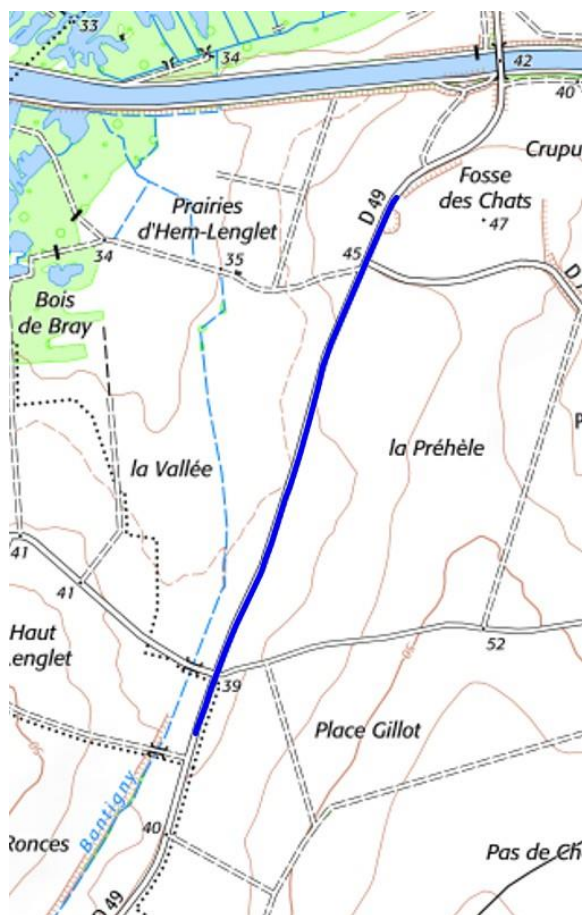 33
34
42
40
Crupu
Fosse
des Chats
47
D 49
Prairies
d'Hem-Lenglet
34
35
45
Bois
de Bray
la Vallée
la Préhèle
41
41
Haut
Lenglet
39
52
50
Place Gillot
50
Bantigny
40
Ronces
Pas de Ch
D 49